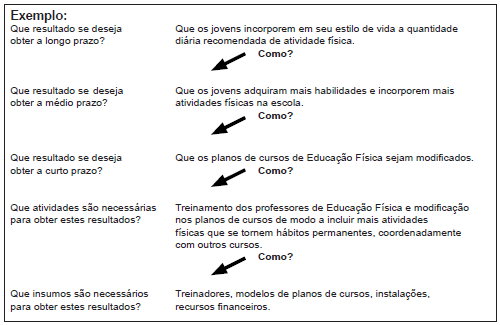 Exemplo:
Que resultado se deseja
obter a longo prazo?
Que os jovens incorporem em seu estilo de vida a quantidade
diária recomendada de atividade física.
Como?
Que resultado se deseja
obter a médio prazo?
Que os jovens adquiram mais habilidades e incorporem mais
atividades físicas na escola.
Como?
Que resultado se deseja
obter a curto prazo?
Que os planos de cursos de Educação Física sejam modificados.
Como?
Que atividades são necessárias
para obter estes resultados?
Treinamento dos professores de Educação Física e modificação
nos planos de cursos de modo a incluir mais atividades
físicas que se tornem hábitos permanentes, coordenadamente
com outros cursos.
Como?
Que insumos são necessários
para obter estes resultados?
Treinadores, modelos de planos de cursos, instalações,
recursos financeiros.